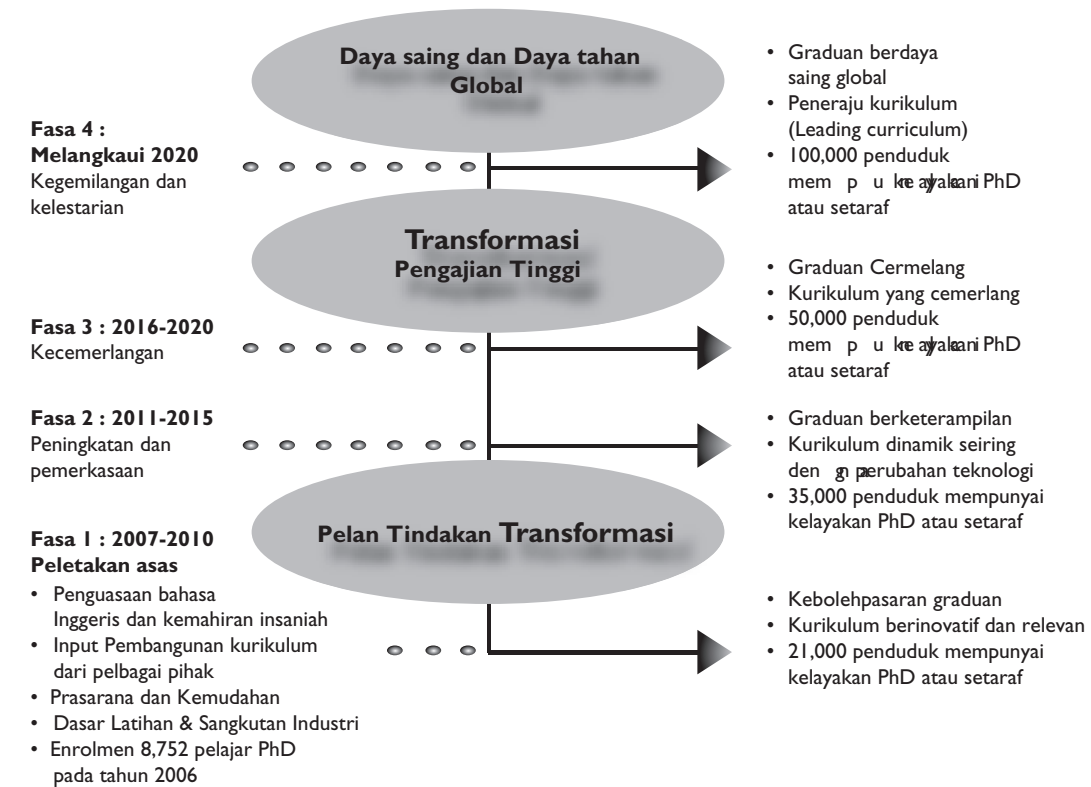 Daya saing dan Daya tahan
Global
• Graduan berdaya
saing global
• Peneraju kurikulum
(Leading curriculum)
• 100,000 penduduk
PhD
atau setaraf
Fasa 4 :
Melangkaui 2020
Kegemilangan dan
kelestarian
Transformasi
Pengajian Tinggi
• Graduan Cermelang
• Kurikulum yang cemerlang
• 50,000 penduduk
PhD
atau setaraf
Fasa 3 : 2016-2020
Kecemerlangan
Fasa 2 : 2011-2015
Peningkatan dan
pemerkasaan
• Graduan berketerampilan
• Kurikulum dinamik seiring
perubahan teknologi
• 35,000 penduduk mempunyai
kelayakan PhD atau setaraf
Pelan Tindakan Transformasi
Fasa 1 : 2007-2010
Peletakan asas
• Penguasaan bahasa
Inggeris dan kemahiran insaniah
• Input Pembangunan kurikulum
dari pelbagai pihak
• Prasarana dan Kemudahan
• Dasar Latihan & Sangkutan Industri
• Enrolmen 8,752 pelajar PhD
pada tahun 2006
• Kebolehpasaran graduan
• Kurikulum berinovatif dan relevan
• 21,000 penduduk mempunyai
kelayakan PhD atau setaraf